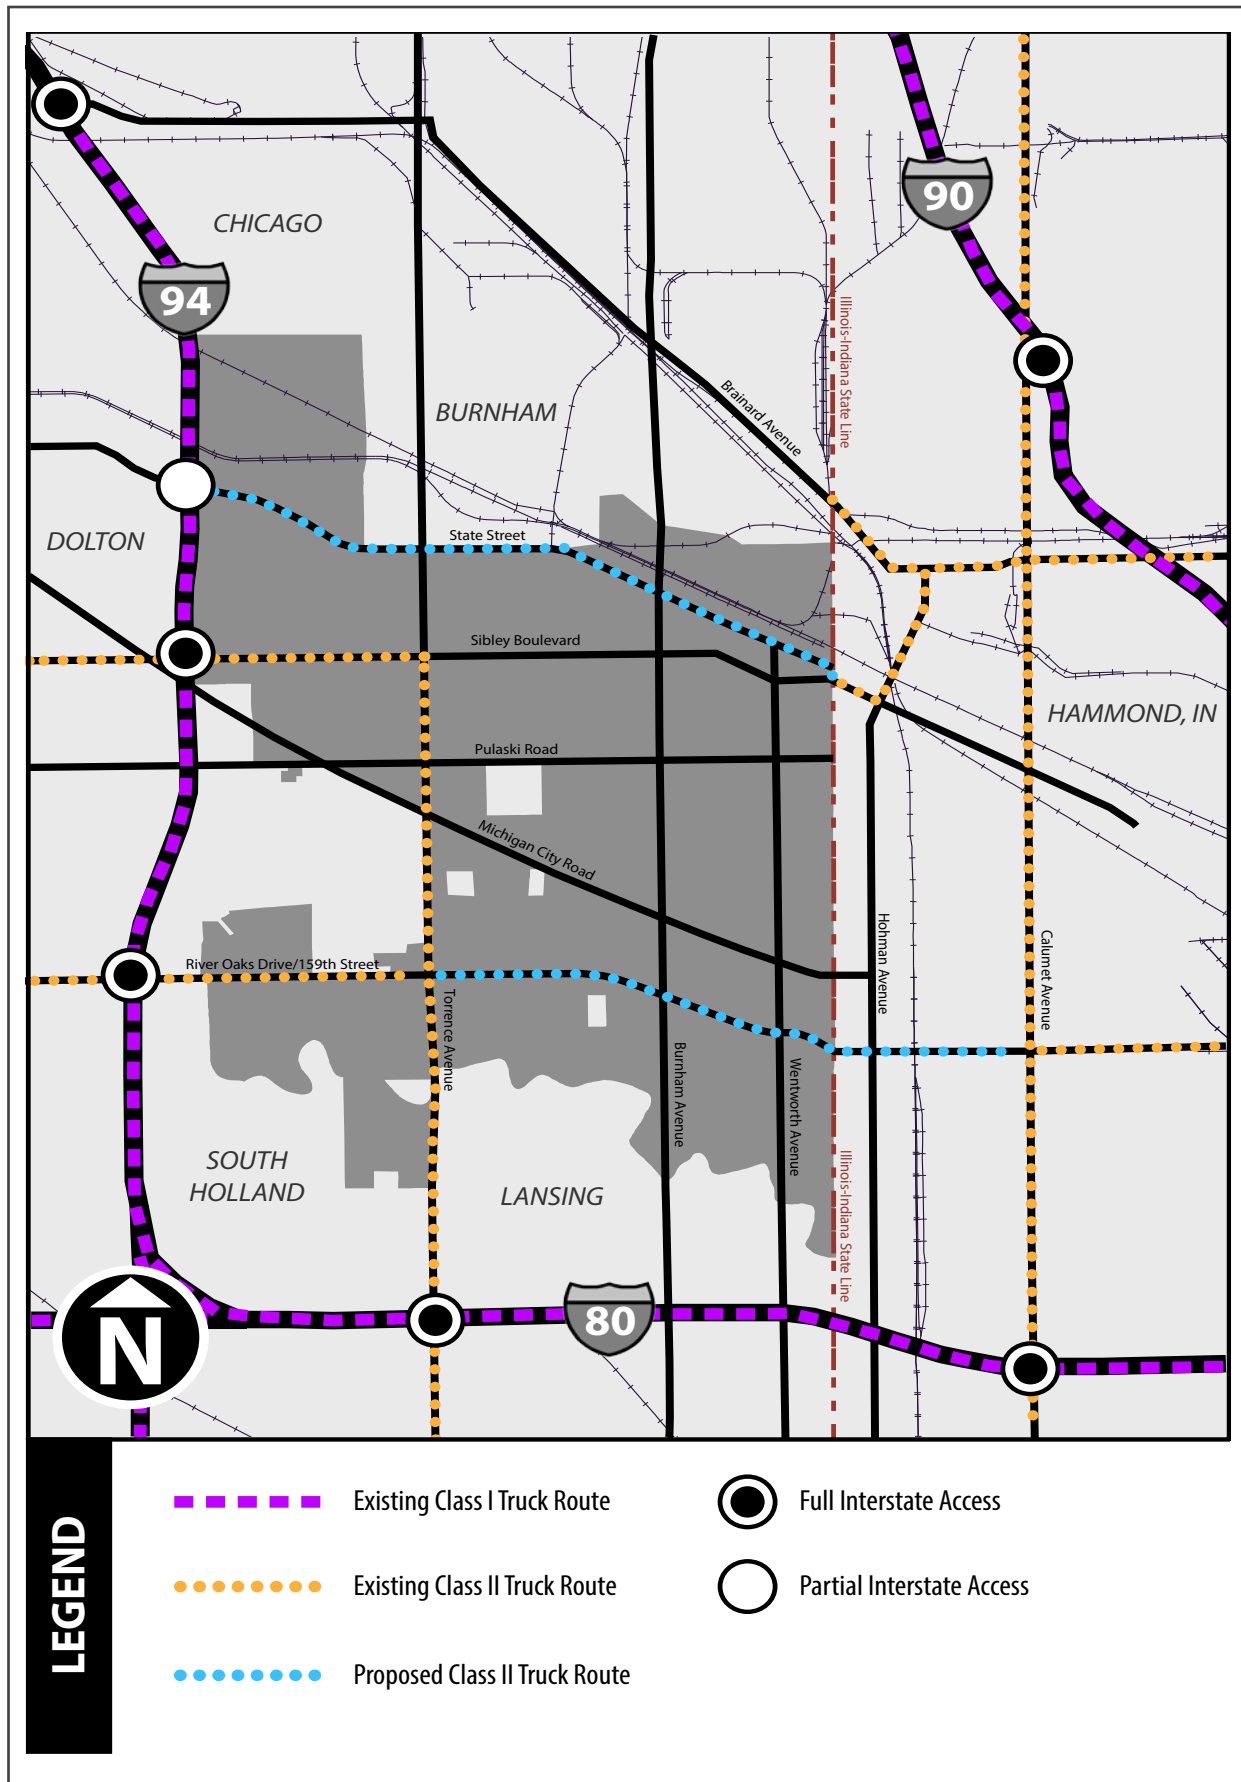 CHICAGO
94
90
Illinois-Indiana State Line
Brainard Avenue
BURNHAM
DOLTON
State Street
Sibley Boulevard
HAMMOND, IN
Pulaski Road
Michigan City Road
River Oaks Drive/159th Street
Hohman Avenue
Calumet Avenue
Torrence Avenue
Burnham Avenue
Wentworth Avenue
Illinois-Indiana State Line
SOUTH
HOLLAND
LANSING
80
N
LEGEND
Existing Class I Truck Route
Full Interstate Access
Existing Class II Truck Route
Partial Interstate Access
Proposed Class II Truck Route